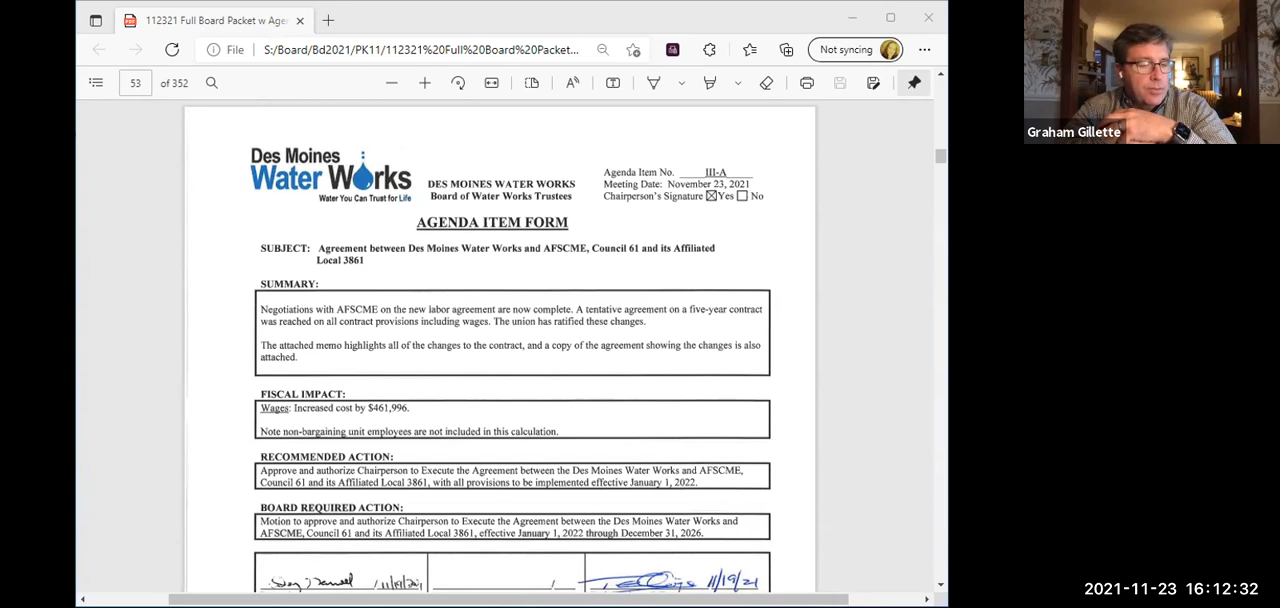 112321 Full Board Packet w Age
File S:/Board/Bd2021/PK11/112321%20Full%20Board%20Packet...
Not syncing
53 of 352
Graham Gillette
Des Moines
Water Works
Water You Can Trust for Life
DES MOINES WATER WORKS
Board of Water Works Trustees
Agenda Item No. III-A
Meeting Date: November 23, 2021
Chairperson's Signature ☒ Yes ☐ No
AGENDA ITEM FORM
SUBJECT: Agreement between Des Moines Water Works and AFSCME, Council 61 and its Affiliated
Local 3861
SUMMARY:
Negotiations with AFSCME on the new labor agreement are now complete. A tentative agreement on a five-year contract
was reached on all contract provisions including wages. The union has ratified these changes.
The attached memo highlights all of the changes to the contract, and a copy of the agreement showing the changes is also
attached.
FISCAL IMPACT:
Wages: Increased cost by $461,996.
Note non-bargaining unit employees are not included in this calculation.
RECOMMENDED ACTION:
Approve and authorize Chairperson to Execute the Agreement between the Des Moines Water Works and AFSCME,
Council 61 and its Affiliated Local 3861, with all provisions to be implemented effective January 1, 2022.
BOARD REQUIRED ACTION:
Motion to approve and authorize Chairperson to Execute the Agreement between the Des Moines Water Works and
AFSCME, Council 61 and its Affiliated Local 3861, effective January 1, 2022 through December 31, 2026.
11/19/21
2021-11-23 16:12:32